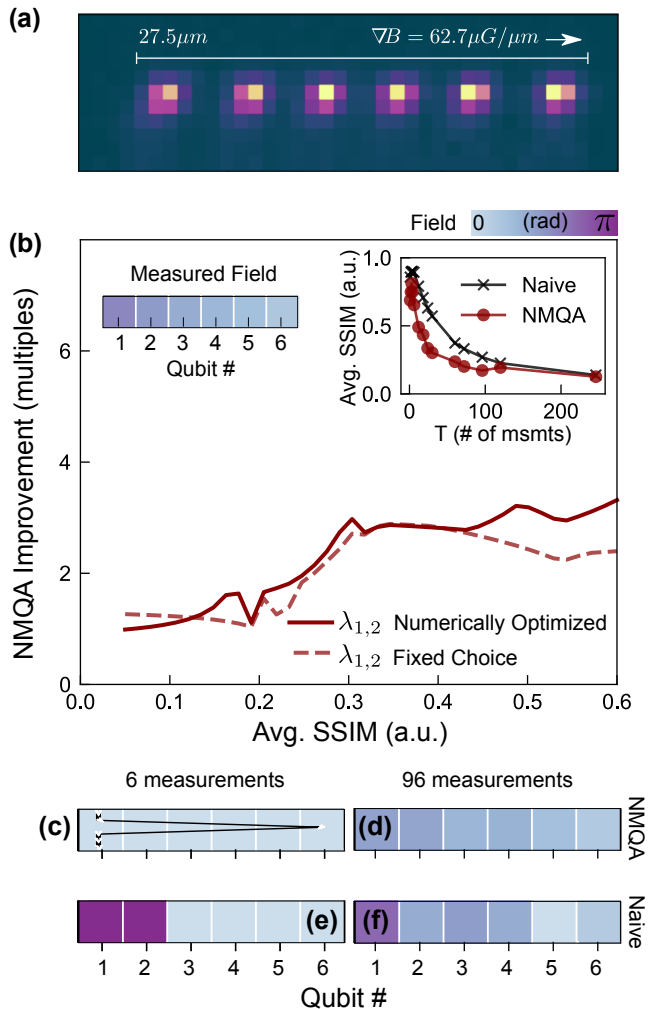 (a)
27.5μm
∇B = 62.7μG/μm
Field 0 (rad) π
(b)
Measured Field
1 2 3 4 5 6
Qubit #
Avg. SSIM (a.u.)
1.0
0.5
0.0
Naive
NMQA
0 100 200
T (# of msmts)
NMQA Improvement (multiples)
6
4
2
0
λ1,2 Numerically Optimized
λ1,2 Fixed Choice
0.0 0.1 0.2 0.3 0.4 0.5 0.6
Avg. SSIM (a.u.)
6 measurements 96 measurements
(c) (d) NMQA
(e) (f) Naive
1 2 3 4 5 6 1 2 3 4 5 6
Qubit #